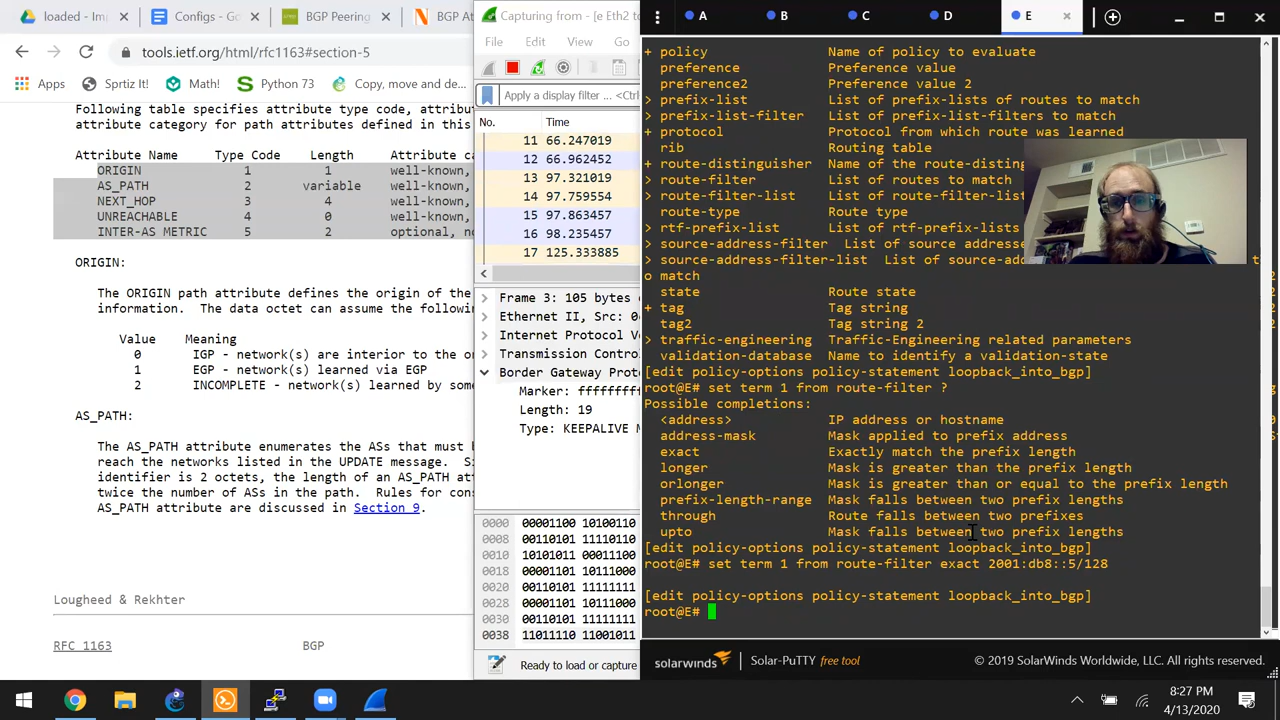 loaded - ima
Configs - Go
BGP Peering
BGP At
tools.ietf.org/html/rfc1163#section-5
Apps
Sprtiz It!
Math!
Python 73
Copy, move and de
Following table specifies attribute type code, attribut
attribute category for path attributes defined in this
Attribute Name Type Code Length Attribute ca
ORIGIN 1 1 well-known,
AS_PATH 2 variable well-known,
NEXT_HOP 3 4 well-known,
UNREACHABLE 4 0 well-known,
INTER-AS METRIC 5 2 optional, no
ORIGIN:
The ORIGIN path attribute defines the origin of the
information. The data octet can assume the following
Value Meaning
0 IGP - network(s) are interior to the o
1 EGP - network(s) learned via EGP
2 INCOMPLETE - network(s) learned by some
AS_PATH:
The AS_PATH attribute enumerates the ASs that must b
reach the networks listed in the UPDATE message. Si
identifier is 2 octets, the length of an AS_PATH att
twice the number of ASs in the path. Rules for cons
AS_PATH attribute are discussed in Section 9.
Lougheed & Rekhter
RFC 1163 BGP
Capturing from - [e Eth2 t
File Edit View Go
Apply a display filter ... <Ctrl-
No. Time
11 66.247019
12 66.962452
13 97.321019
14 97.759554
15 97.863457
16 98.235457
17 125.333885
Frame 3: 105 bytes
Ethernet II, Src: 0
Internet Protocol V
Transmission Contro
Border Gateway Prot
Marker: fffffff
Length: 19
Type: KEEPALIVE M
0000 00001100 10100110
0008 00110101 11111111
0010 10101011 00011100
0018 00001101 10111000
0020 00110101 11111111
0028 00001101 10111000
0030 00110101 11111111
0038 11011110 11001011
Ready to load or capture
A
B
C
D
E
+ policy Name of policy to evaluate
preference Preference value
preference2 Preference value 2
> prefix-list List of prefix-lists of routes to match
> prefix-list-filter List of prefix-list-filters to match
+ protocol Protocol from which route was learned
rib Routing table
+ route-distinguisher Name of the route-dist
> route-filter List of routes to match
> route-filter-list List of route-filter-l
route-type Route type
> rtf-prefix-list List of rtf-prefix-lists
> source-address-filter List of source addresse
> source-address-filter-list List of source-add t
o match
state Route state
+ tag Tag string
tag2 Tag string 2
> traffic-engineering Traffic-Engineering related parameters
validation-database Name to identify a validation-state
[edit policy-options policy-statement loopback_into_bgp]
root@E# set term 1 from route-filter ?
Possible completions:
<address> IP address or hostname
address-mask Mask applied to prefix address
exact Exactly match the prefix length
longer Mask is greater than the prefix length
orlonger Mask is greater than or equal to the prefix length
prefix-length-range Mask falls between two prefix lengths
through Route falls between two prefixes
upto Mask falls between two prefix lengths
[edit policy-options policy-statement loopback_into_bgp]
root@E# set term 1 from route-filter exact 2001:db8::5/128
[edit policy-options policy-statement loopback_into_bgp]
root@E#
solarwinds
Solar-PuTTY free tool
© 2019 SolarWinds Worldwide, LLC. All rights reserved.
8:27 PM
4/13/2020